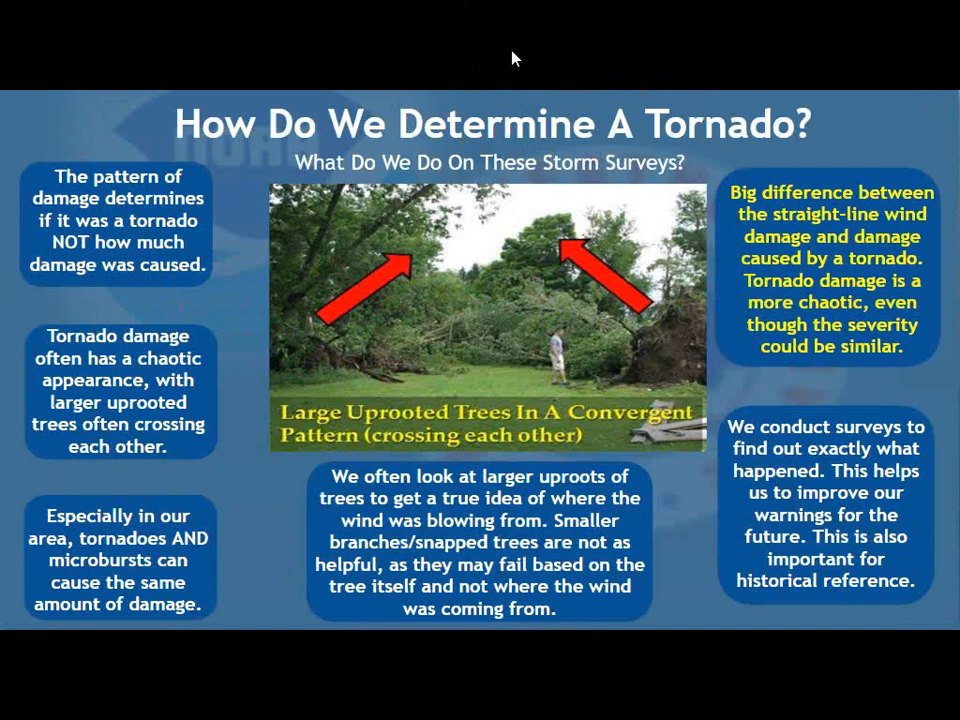 How Do We Determine A Tornado?
What Do We Do On These Storm Surveys?
The pattern of
damage determines
if it was a tornado
NOT how much
damage was caused.
Tornado damage
often has a chaotic
appearance, with
larger uprooted
trees often crossing
each other.
Especially in our
area, tornadoes AND
microbursts can
cause the same
amount of damage.
Large Uprooted Trees In A Convergent
Pattern (crossing each other)
We often look at larger uproots of
trees to get a true idea of where the
wind was blowing from. Smaller
branches/snapped trees are not as
helpful, as they may fail based on the
tree itself and not where the wind
was coming from.
Big difference between
the straight-line wind
damage and damage
caused by a tornado.
Tornado damage is a
more chaotic, even
though the severity
could be similar.
We conduct surveys to
find out exactly what
happened. This helps
us to improve our
warnings for the
future. This is also
important for
historical reference.